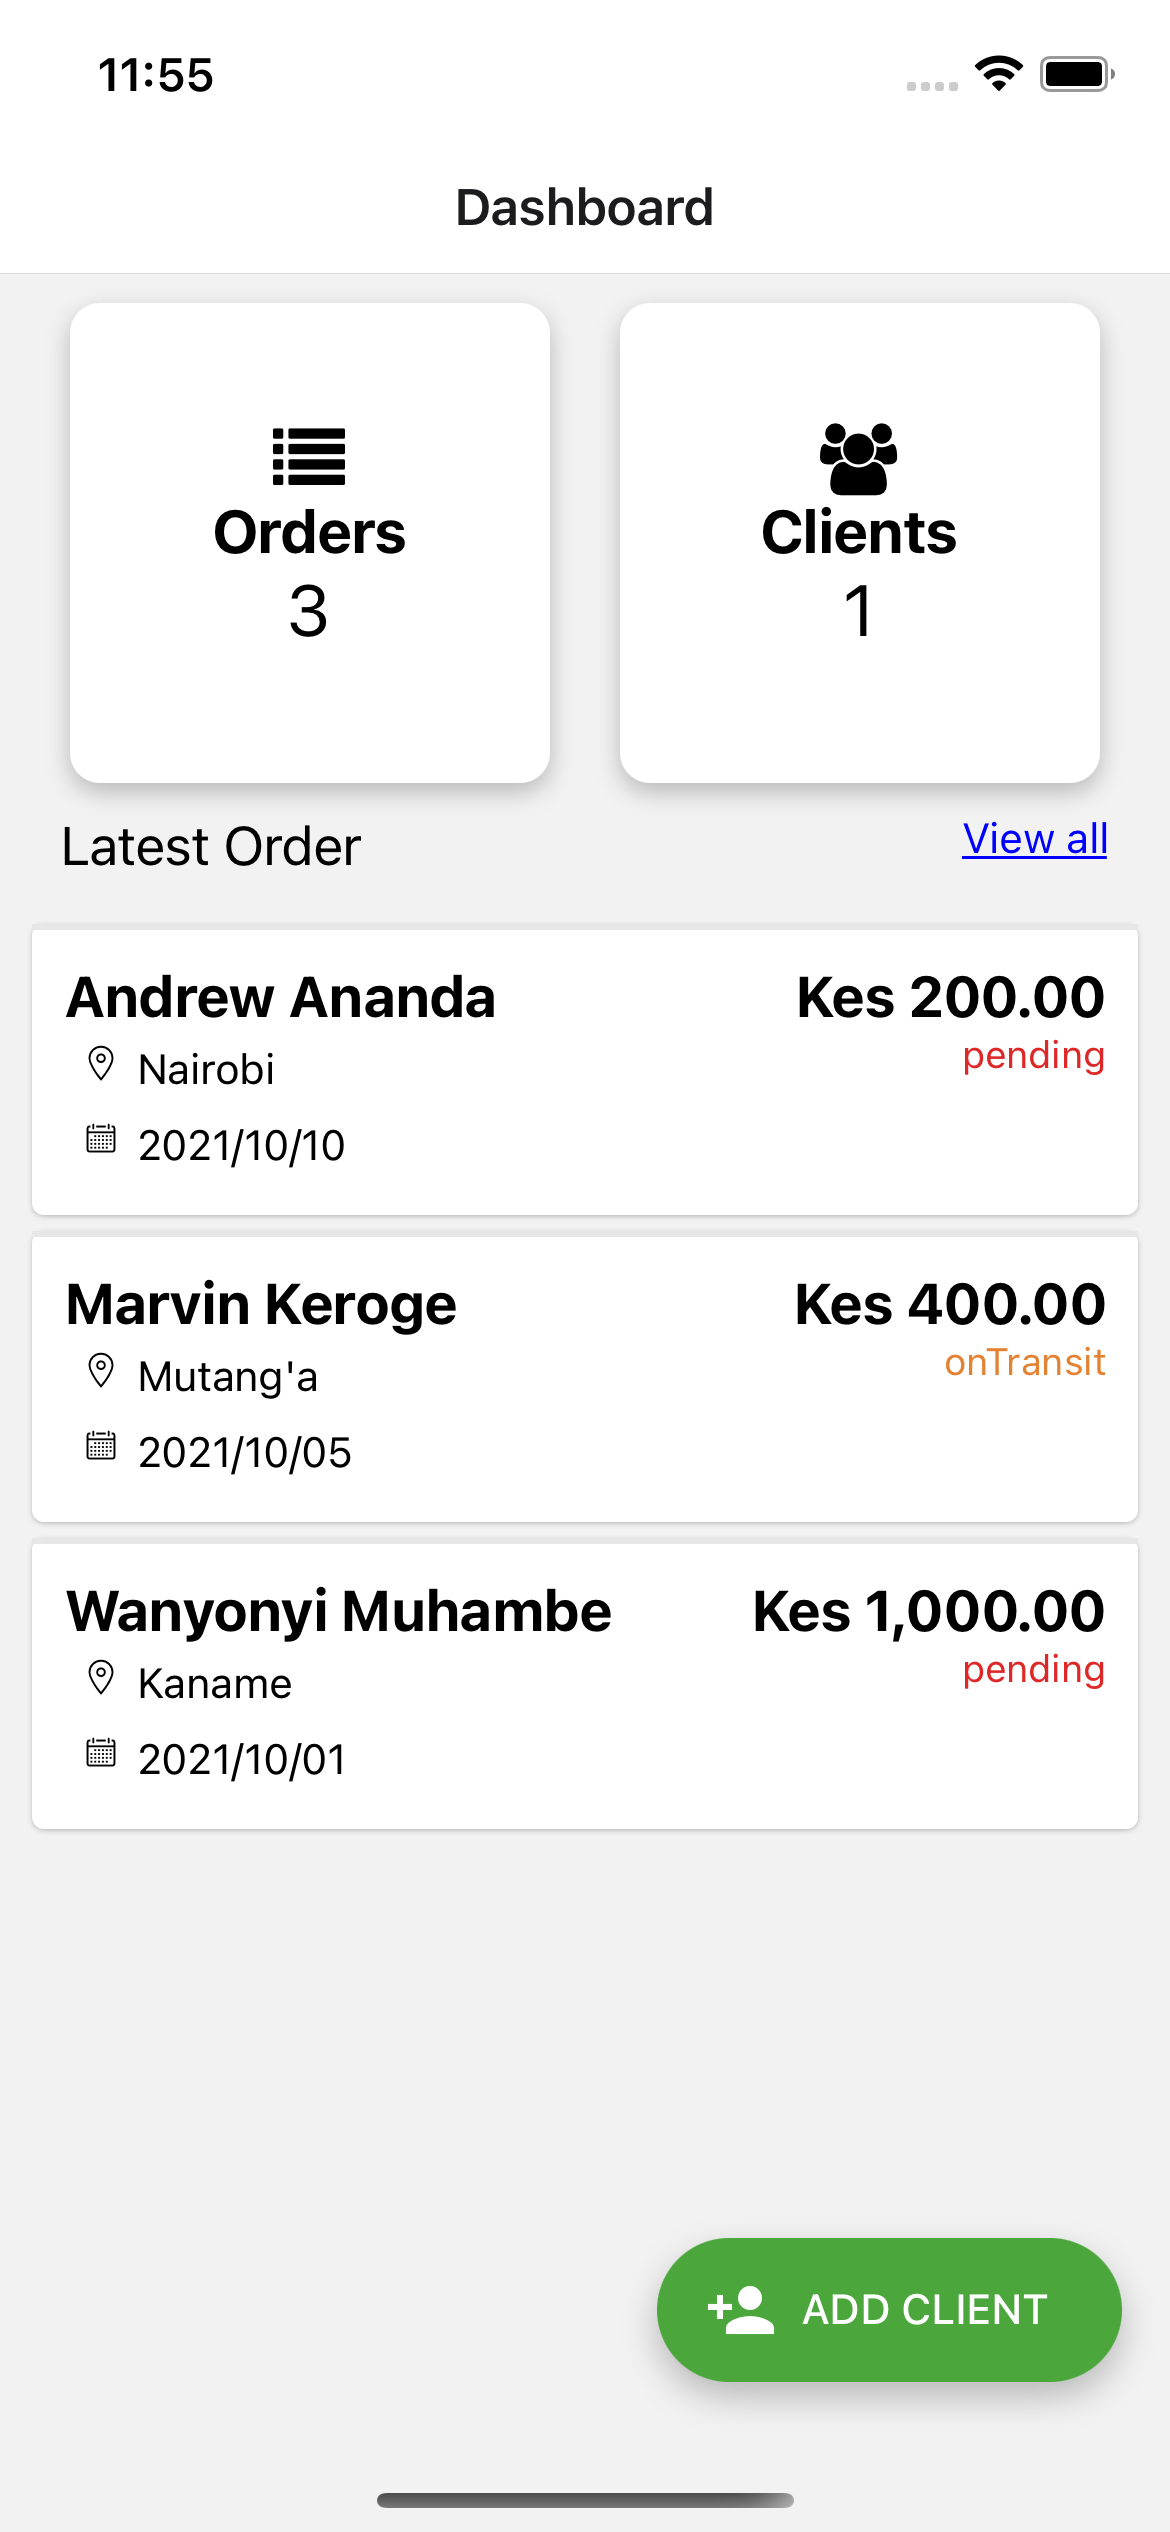 11:55
Dashboard
Orders
3
Clients
1
Latest Order
View all
Andrew Ananda
Kes 200.00
Nairobi
pending
2021/10/10
Marvin Keroge
Kes 400.00
Mutang'a
onTransit
2021/10/05
Wanyonyi Muhambe
Kes 1,000.00
Kaname
pending
2021/10/01
ADD CLIENT